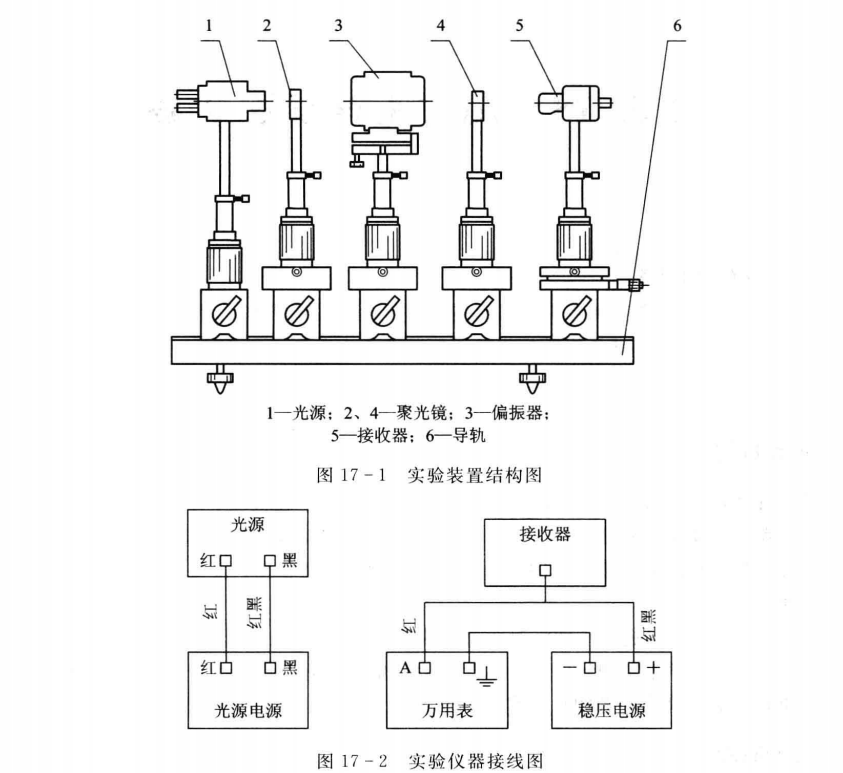 1 2 3 4 5 6
1—光源；2、4—聚光镜；3—偏振器；
5—接收器；6—导轨
图 17－1 实验装置结构图
光源
红 黑
红 红黑
红 黑
光源电源
接收器
红 红黑
A
万用表
－ ＋
稳压电源
图 17－2 实验仪器接线图